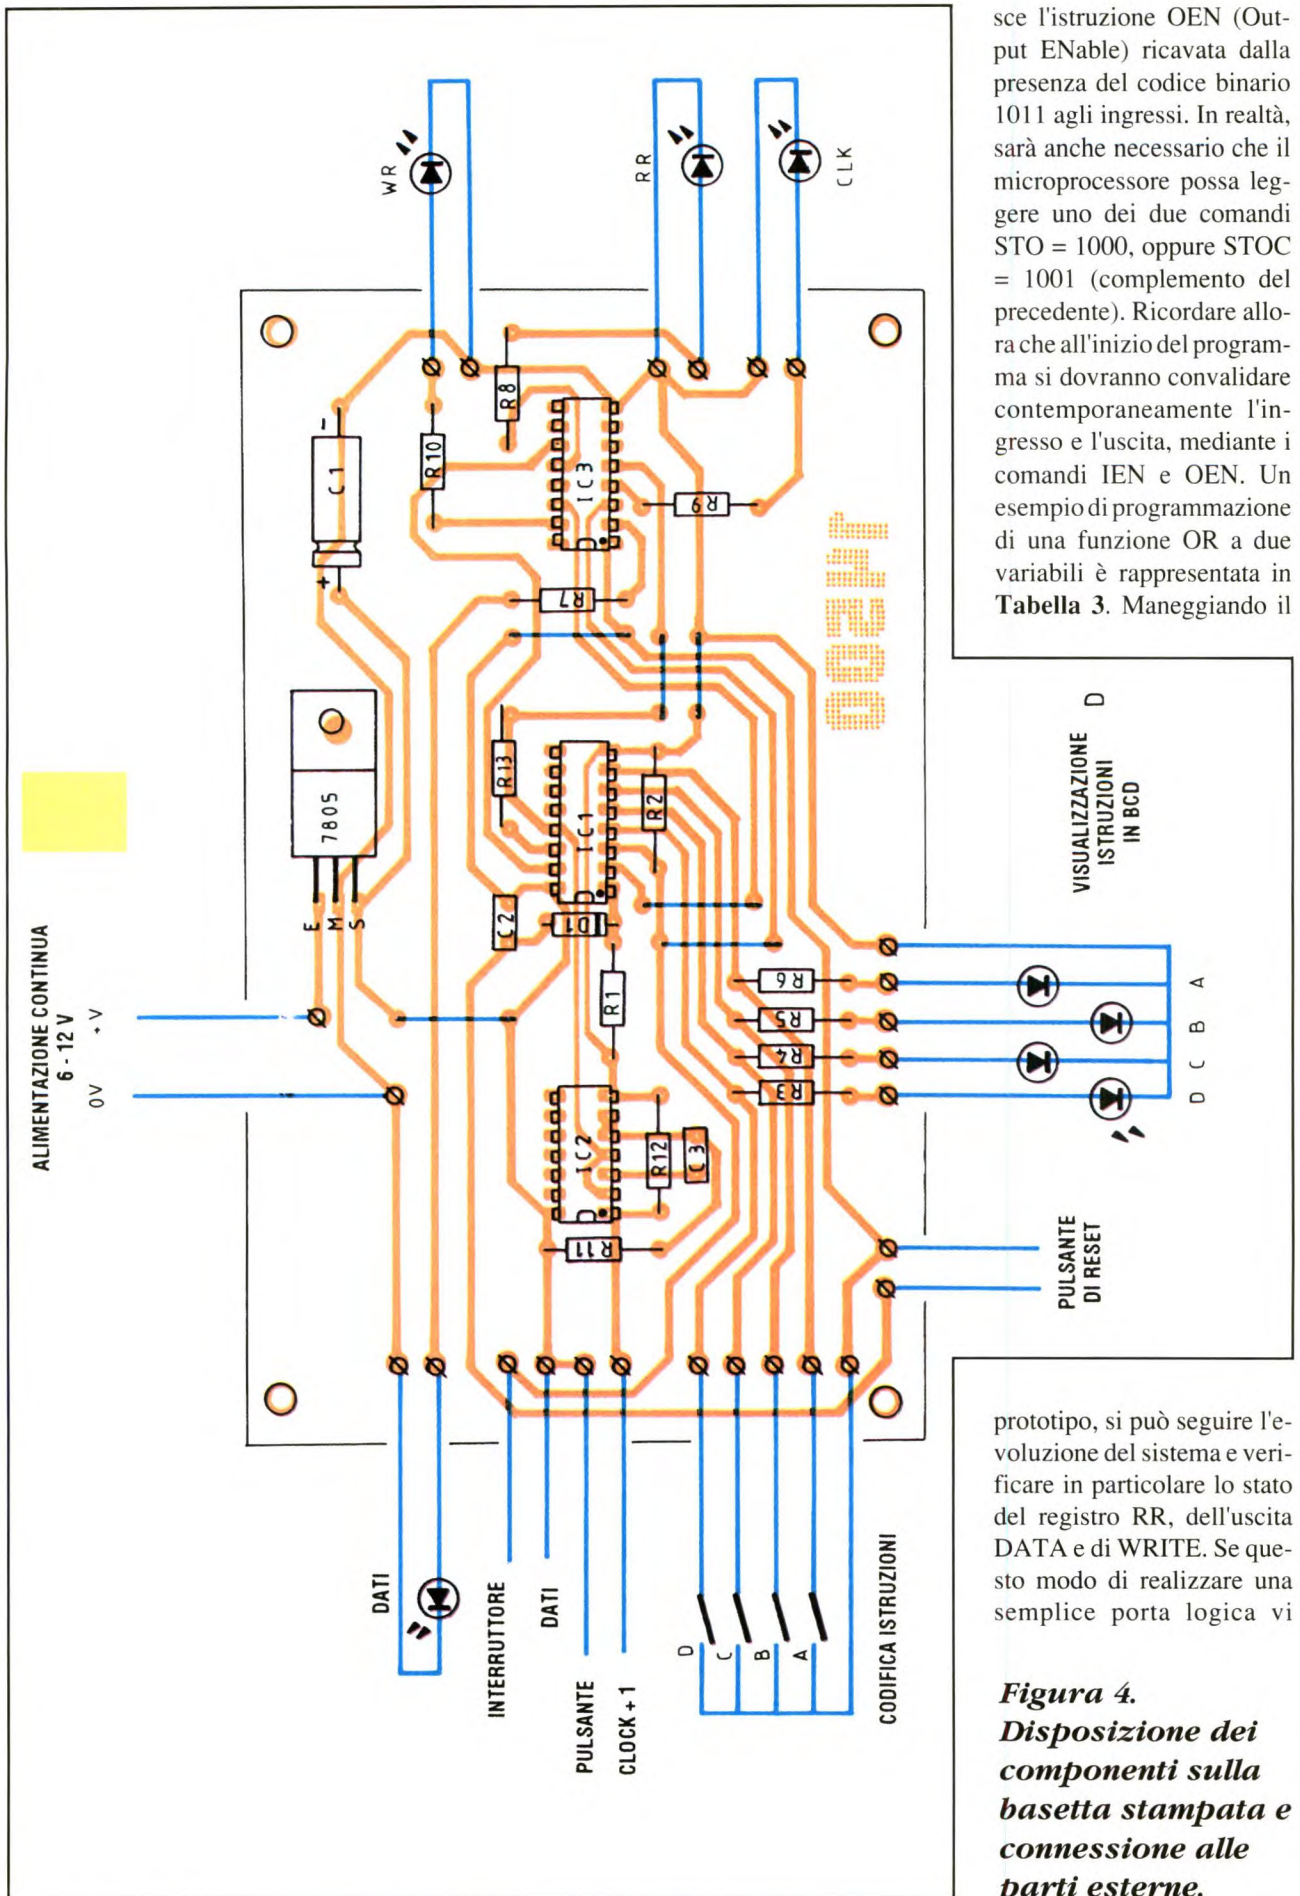 sce l'istruzione OEN (Out-
put ENable) ricavata dalla
presenza del codice binario
1011 agli ingressi. In realtà,
sarà anche necessario che il
microprocessore possa leg-
gere uno dei due comandi
STO = 1000, oppure STOC
= 1001 (complemento del
precedente). Ricordare allo-
ra che all'inizio del program-
ma si dovranno convalidare
contemporaneamente l'in-
gresso e l'uscita, mediante i
comandi IEN e OEN. Un
esempio di programmazione
di una funzione OR a due
variabili è rappresentata in
Tabella 3. Maneggiando il
ALIMENTAZIONE CONTINUA
6 - 12 V
0V
+ V
WR
RR
CLK
C1
-
+
7805
E
M
S
R10
R8
IC3
R9
R7
R13
IC1
R2
C2
D1
R1
IC2
R12
C3
R11
R6
R5
R4
R3
VISUALIZZAZIONE
ISTRUZIONI
IN BCD
D
D
C
B
A
PULSANTE
DI RESET
DATI
INTERRUTTORE
DATI
PULSANTE
CLOCK + 1
D
C
B
A
CODIFICA ISTRUZIONI
prototipo, si può seguire l'e-
voluzione del sistema e veri-
ficare in particolare lo stato
del registro RR, dell'uscita
DATA e di WRITE. Se que-
sto modo di realizzare una
semplice porta logica vi
Figura 4.
Disposizione dei
componenti sulla
basetta stampata e
connessione alle
parti esterne.